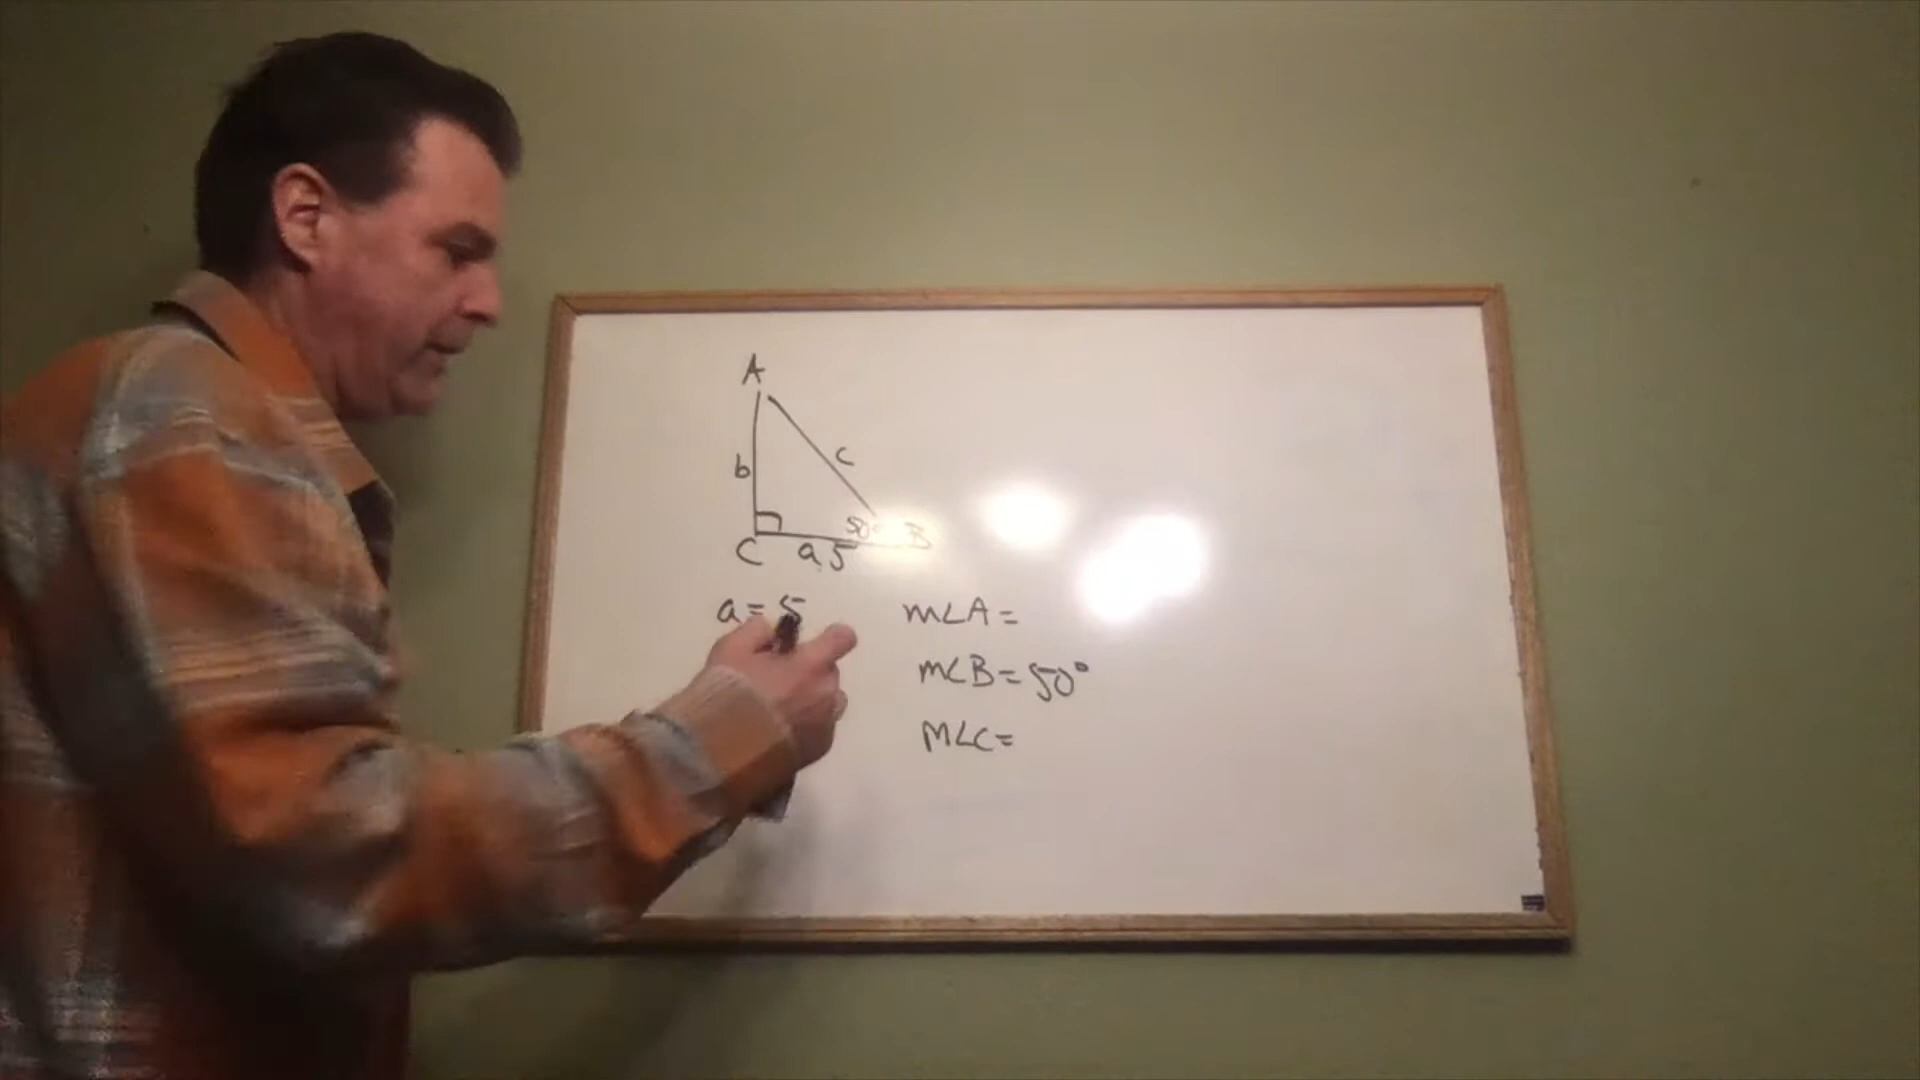 A
b
c
50°
B
C
a 5
a = 5
m∠A =
m∠B = 50°
m∠C =